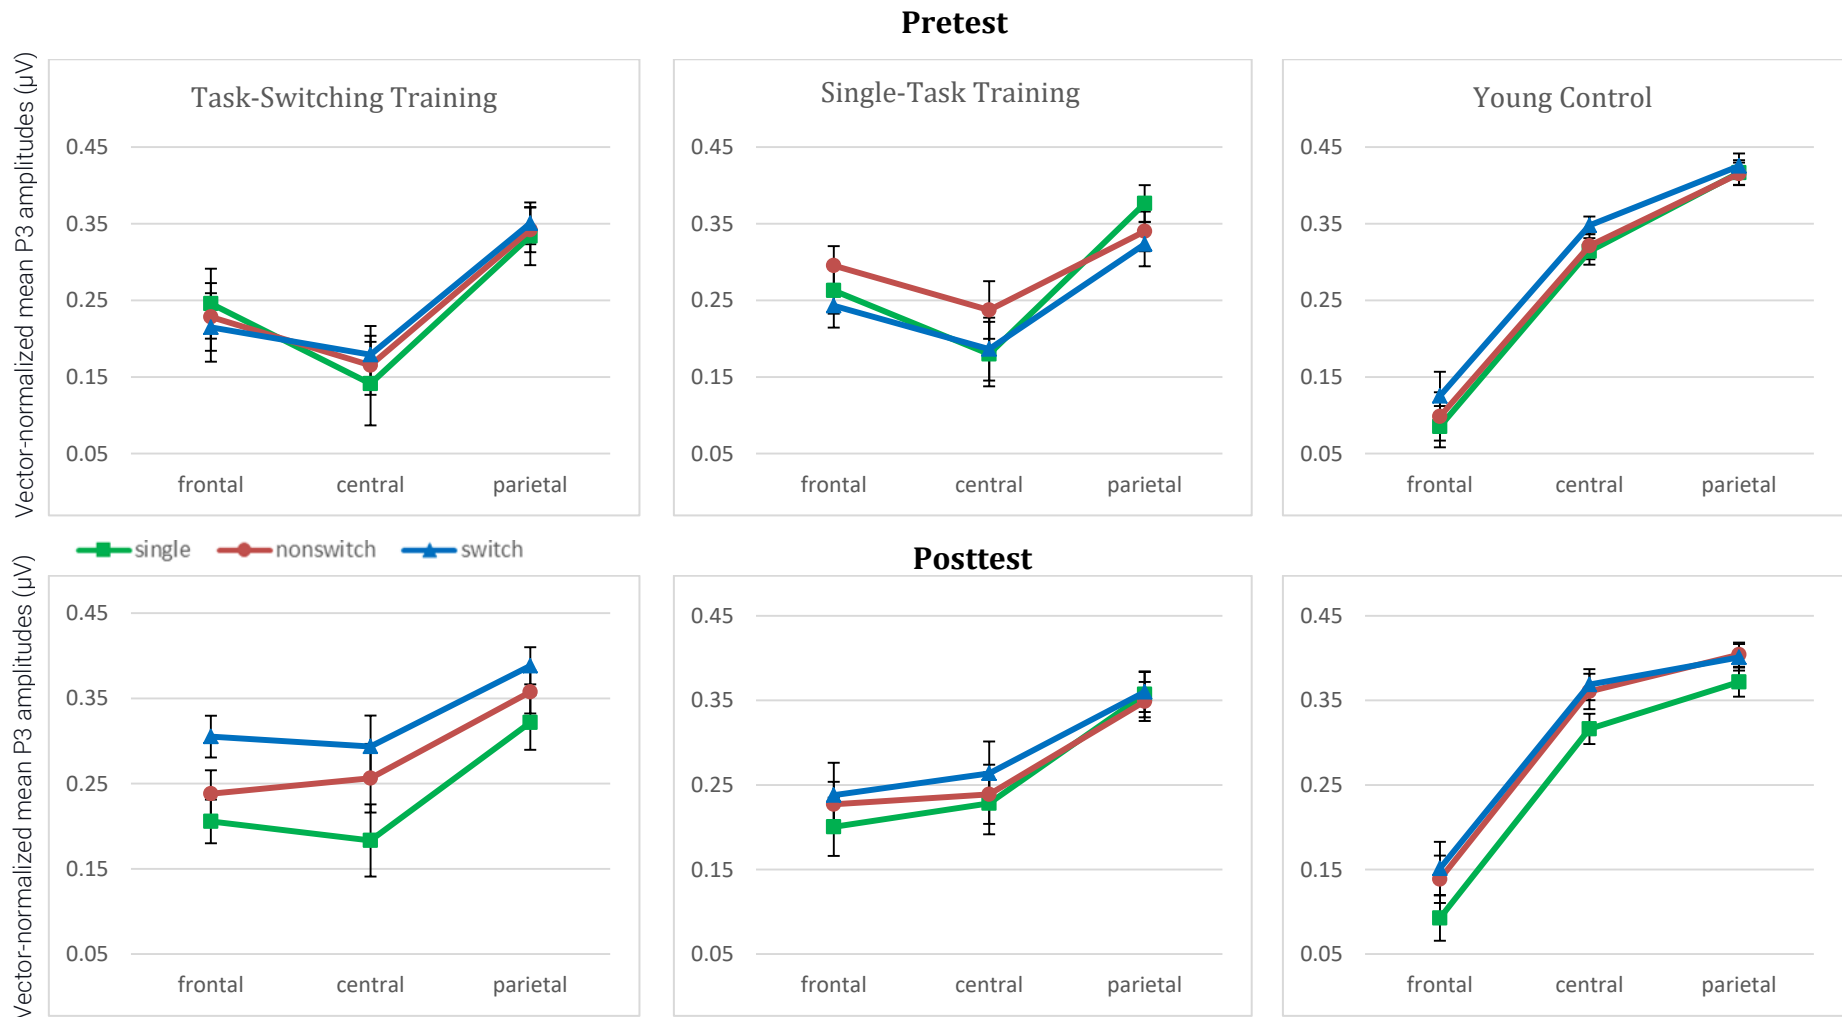 Pretest
Vector-normalized mean P3 amplitudes (µV)
Task-Switching Training
0.45
0.35
0.25
0.15
0.05
frontal central parietal
Single-Task Training
0.45
0.35
0.25
0.15
0.05
frontal central parietal
Young Control
0.45
0.35
0.25
0.15
0.05
frontal central parietal
single nonswitch switch
Posttest
Vector-normalized mean P3 amplitudes (µV)
0.45
0.35
0.25
0.15
0.05
frontal central parietal
0.45
0.35
0.25
0.15
0.05
frontal central parietal
0.45
0.35
0.25
0.15
0.05
frontal central parietal